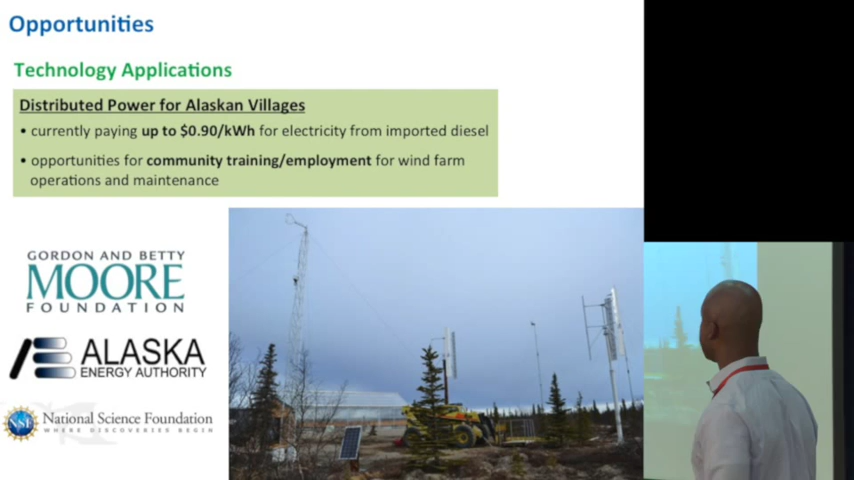 Opportunities
Technology Applications
Distributed Power for Alaskan Villages
• currently paying up to $0.90/kWh for electricity from imported diesel
• opportunities for community training/employment for wind farm
operations and maintenance
GORDON AND BETTY
MOORE
FOUNDATION
ALASKA
ENERGY AUTHORITY
NSF
National Science Foundation
WHERE DISCOVERIES BEGIN